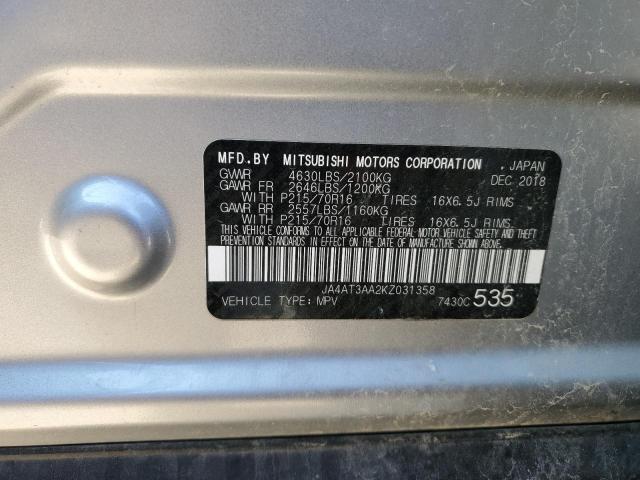 MFD.BY MITSUBISHI MOTORS CORPORATION . JAPAN
GVWR 4630LBS/2100KG DEC 2018
GAWR FR 2646LBS/1200KG
WITH P215/70R16 TIRES 16X6.5J RIMS
GAWR RR 2557LBS/1160KG
WITH P215/70R16 TIRES 16X6.5J RIMS
THIS VEHICLE CONFORMS TO ALL APPLICABLE FEDERAL MOTOR VEHICLE SAFETY AND THEFT
PREVENTION STANDARDS IN EFFECT ON THE DATE OF MANUFACTURE SHOWN ABOVE.
JA4AT3AA2KZ031358
VEHICLE TYPE: MPV 7430C 535